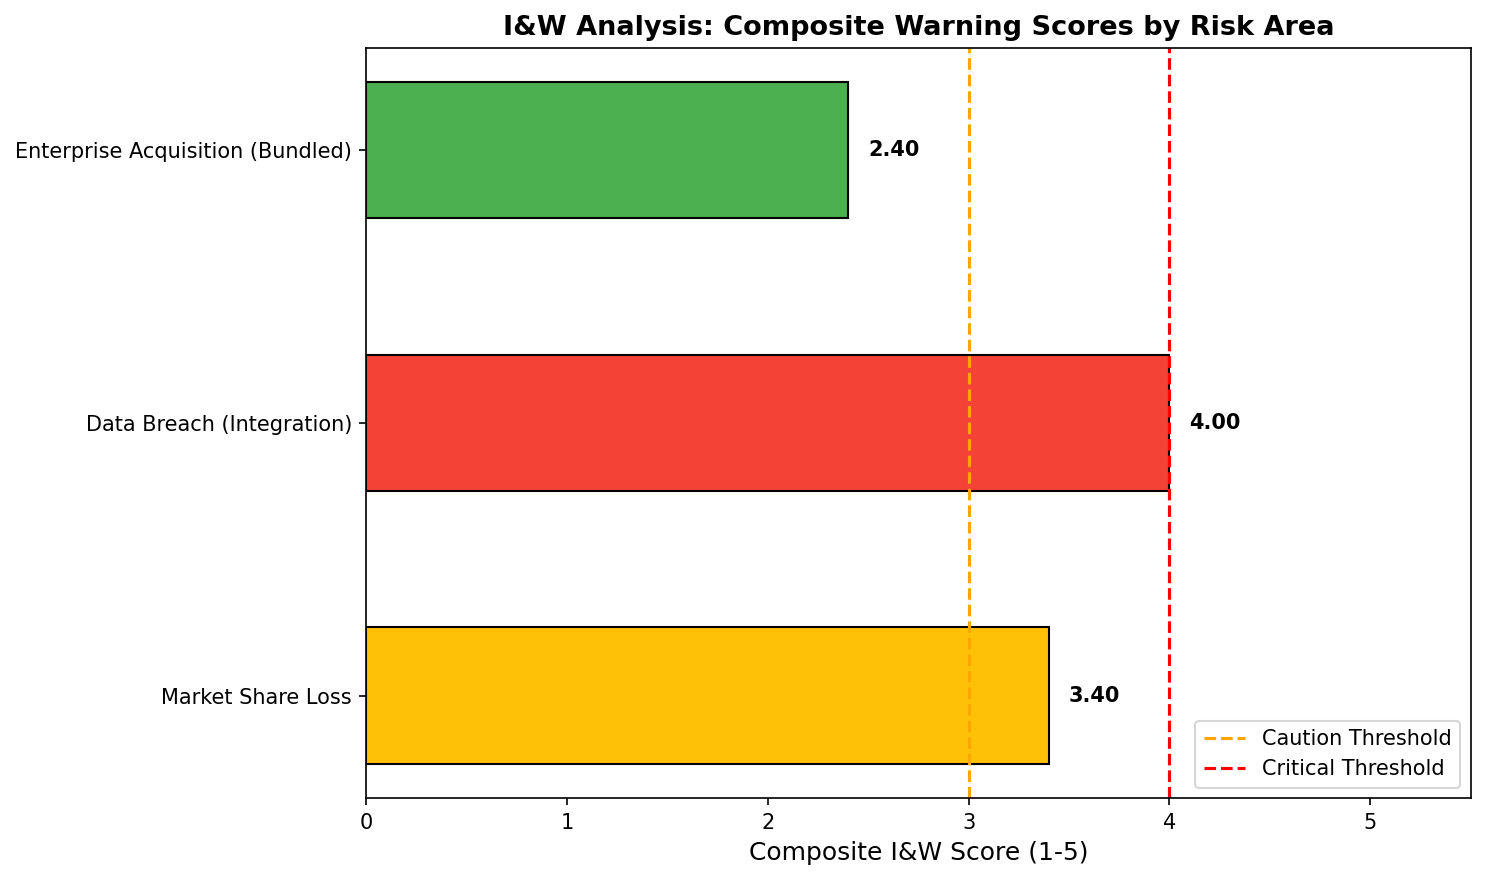 I&W Analysis: Composite Warning Scores by Risk Area
Enterprise Acquisition (Bundled)
2.40
Data Breach (Integration)
4.00
Market Share Loss
3.40
Caution Threshold
Critical Threshold
0 1 2 3 4 5
Composite I&W Score (1-5)